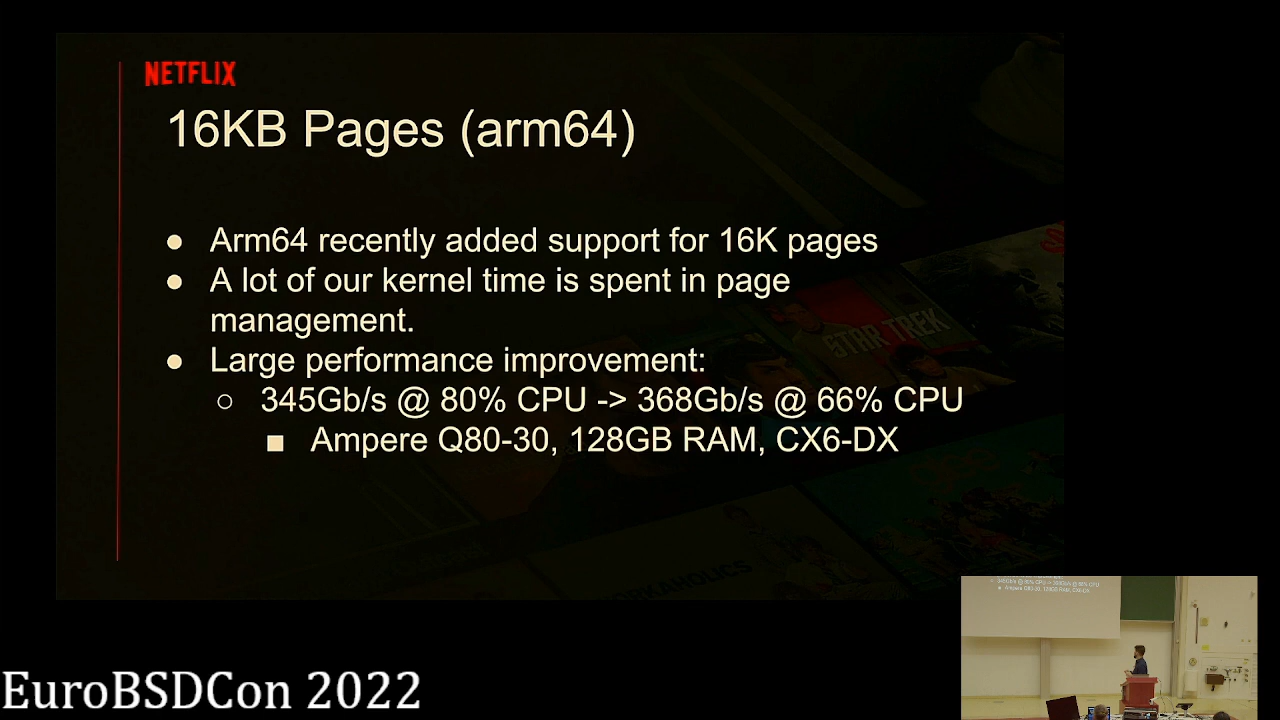 NETFLIX
16KB Pages (arm64)
● Arm64 recently added support for 16K pages
● A lot of our kernel time is spent in page
management.
● Large performance improvement:
○ 345Gb/s @ 80% CPU -> 368Gb/s @ 66% CPU
■ Ampere Q80-30, 128GB RAM, CX6-DX
STAR TREK
EuroBSDCon 2022